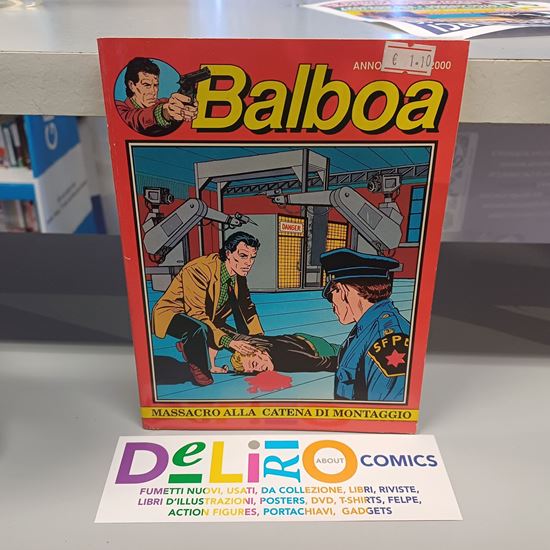 ANNO
€ 1.10
2000
Balboa
DANGER
SFPD
MASSACRO ALLA CATENA DI MONTAGGIO
DeLiRiO ABOUT COMICS
FUMETTI NUOVI, USATI, DA COLLEZIONE, LIBRI, RIVISTE,
LIBRI D'ILLUSTRAZIONI, POSTERS, DVD, T-SHIRTS, FELPE,
ACTION FIGURES, PORTACHIAVI, GADGETS